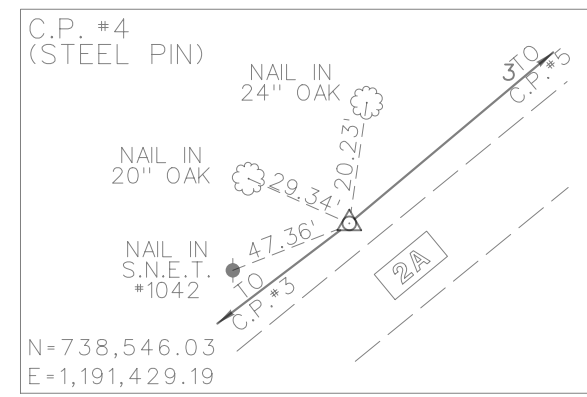 C.P. #4
(STEEL PIN)
NAIL IN
24" OAK
3
TO
C.P. #5
NAIL IN
20" OAK
20.23'
29.34'
47.36'
NAIL IN
S.N.E.T.
#1042
TO
C.P. #3
2A
N=738,546.03
E=1,191,429.19